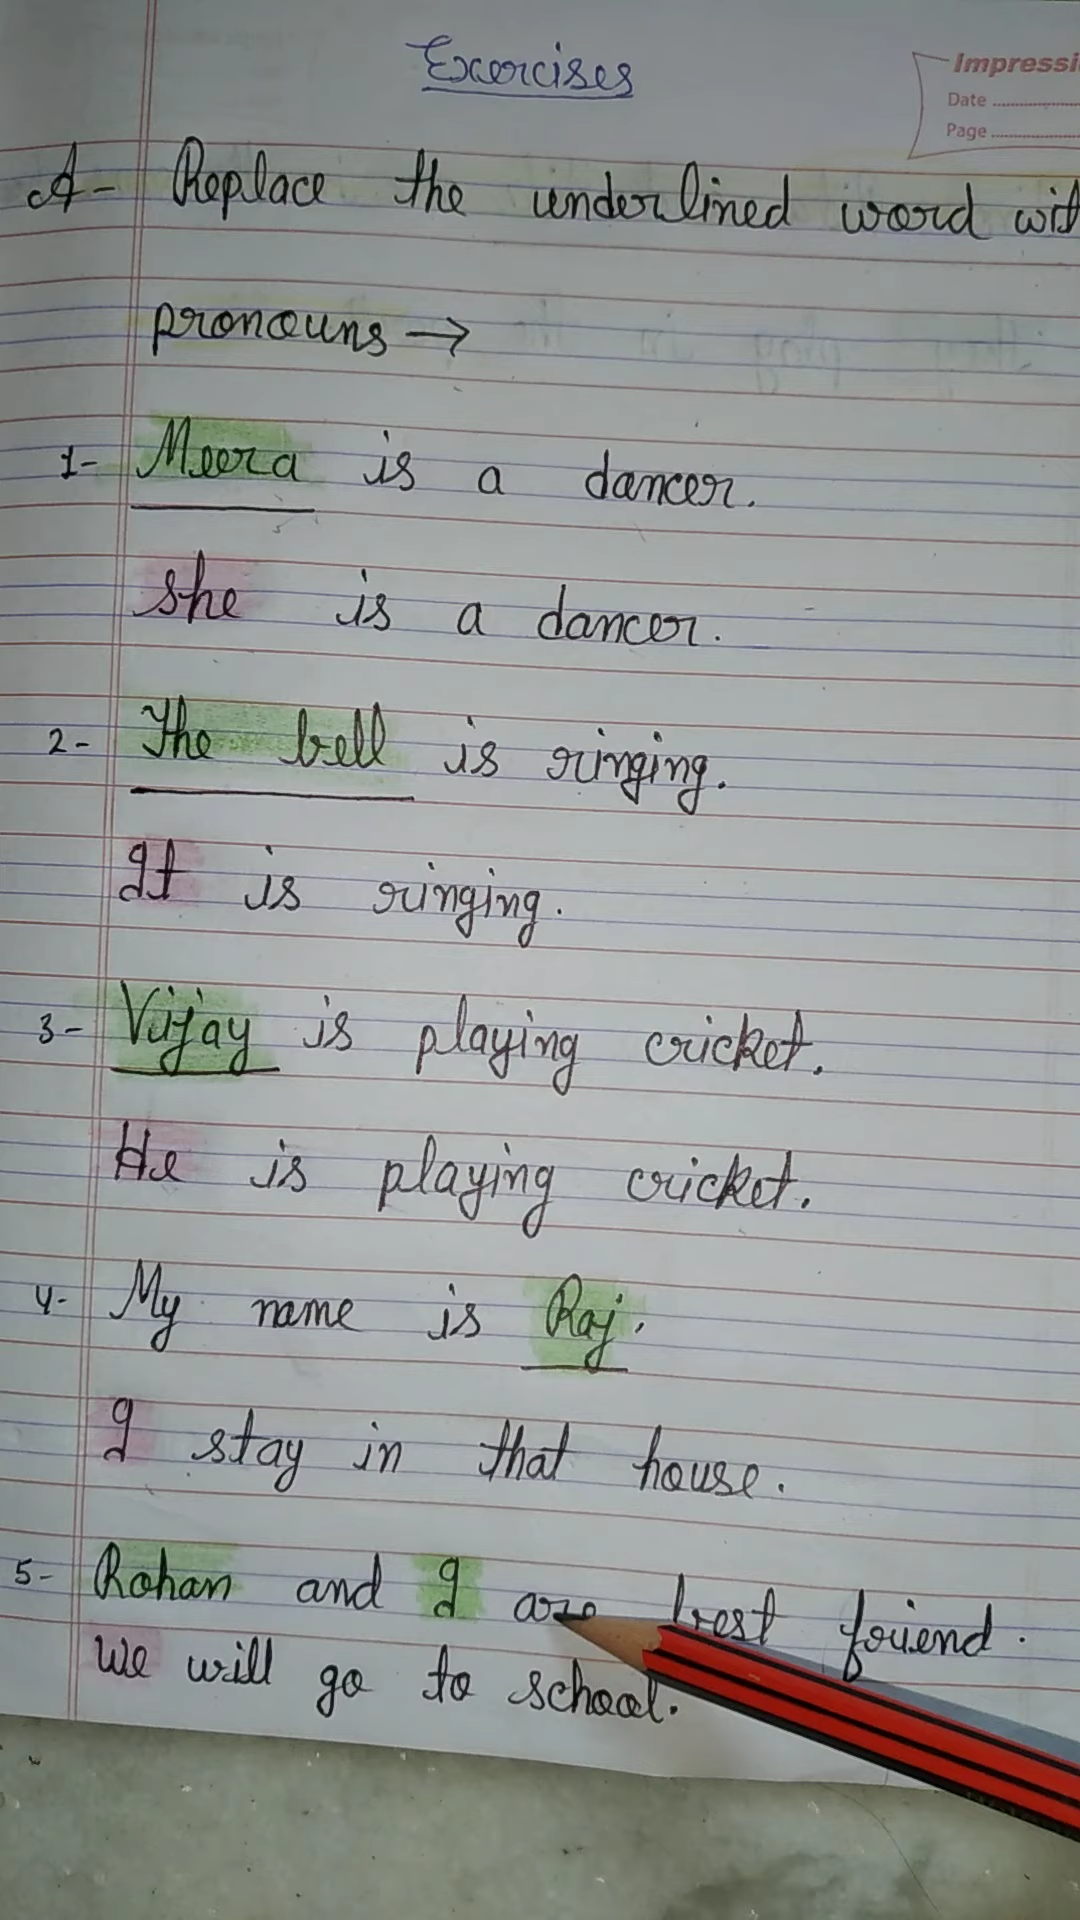 Exercises
Impressi
Date
Page
A- Replace the underlined word wit
pronouns →
1- Meera is a dancer.
she is a dancer.
2- The bell is ringing.
It is ringing.
3- Vijay is playing cricket.
He is playing cricket.
4- My name is Raj.
I stay in that house.
5- Rohan and I are best friend.
We will go to school.